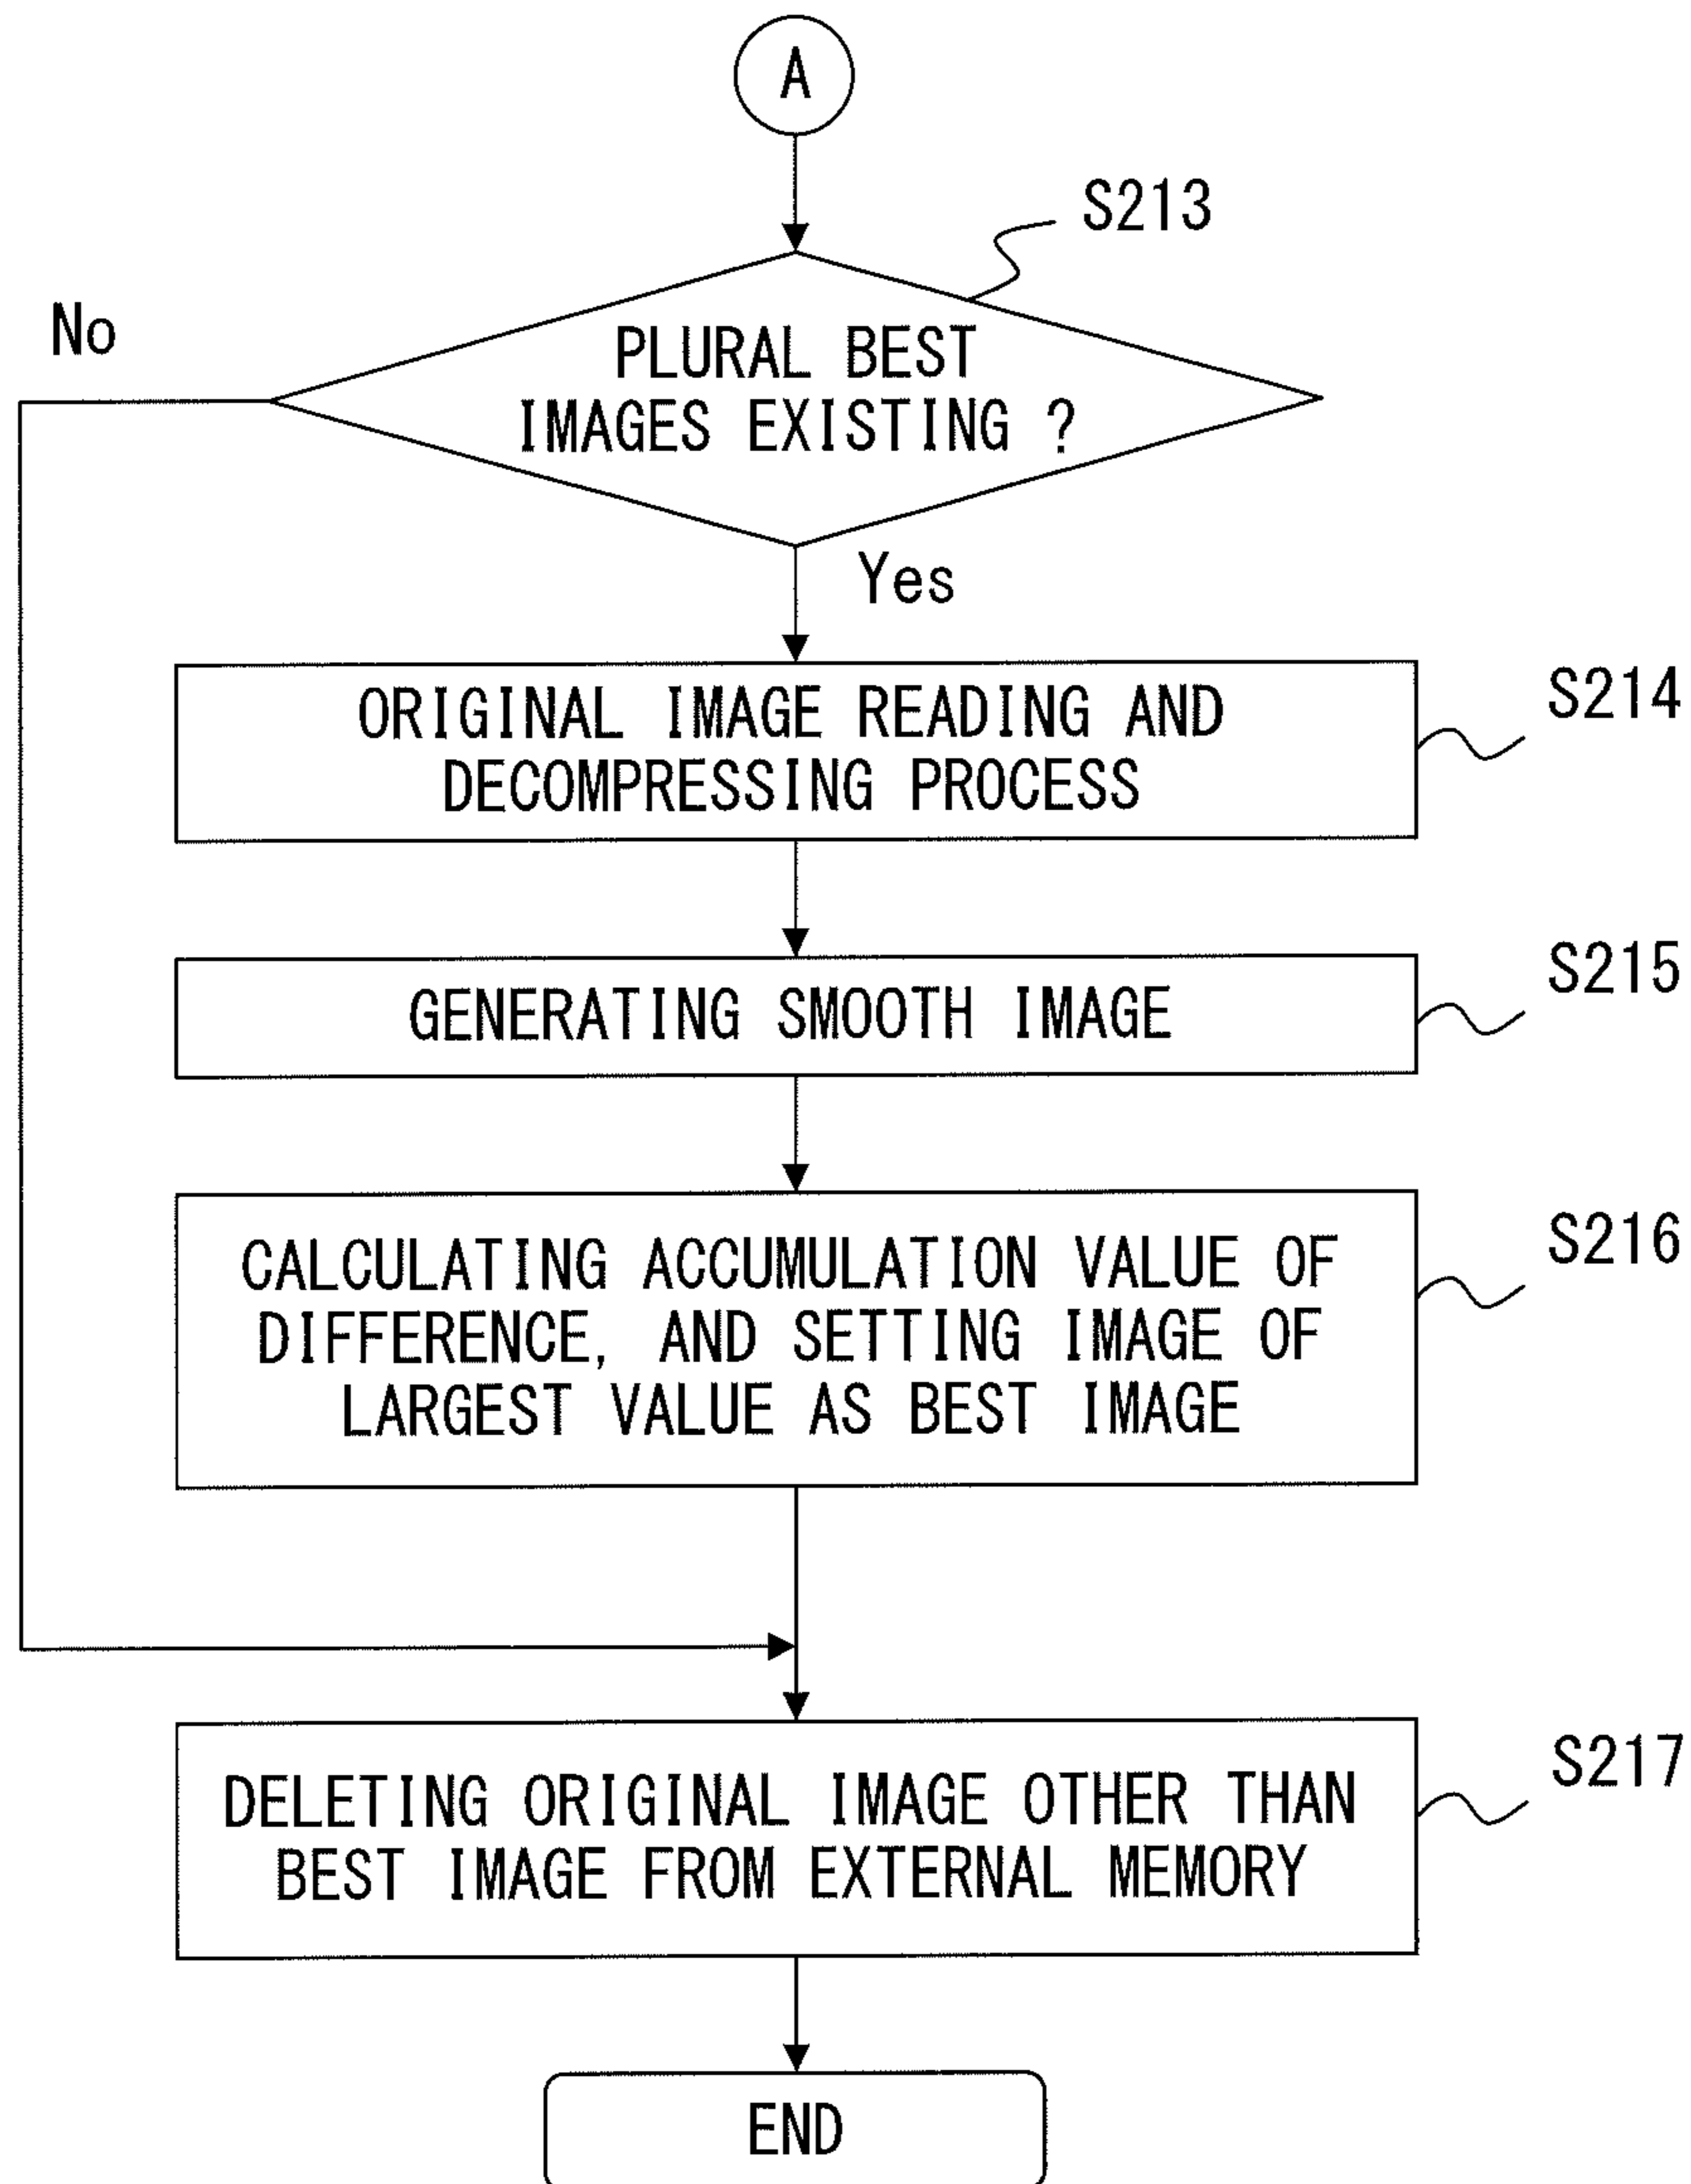 A
S213
No
PLURAL BEST
IMAGES EXISTING ?
Yes
ORIGINAL IMAGE READING AND
DECOMPRESSING PROCESS
S214
GENERATING SMOOTH IMAGE
S215
CALCULATING ACCUMULATION VALUE OF
DIFFERENCE, AND SETTING IMAGE OF
LARGEST VALUE AS BEST IMAGE
S216
DELETING ORIGINAL IMAGE OTHER THAN
BEST IMAGE FROM EXTERNAL MEMORY
S217
END